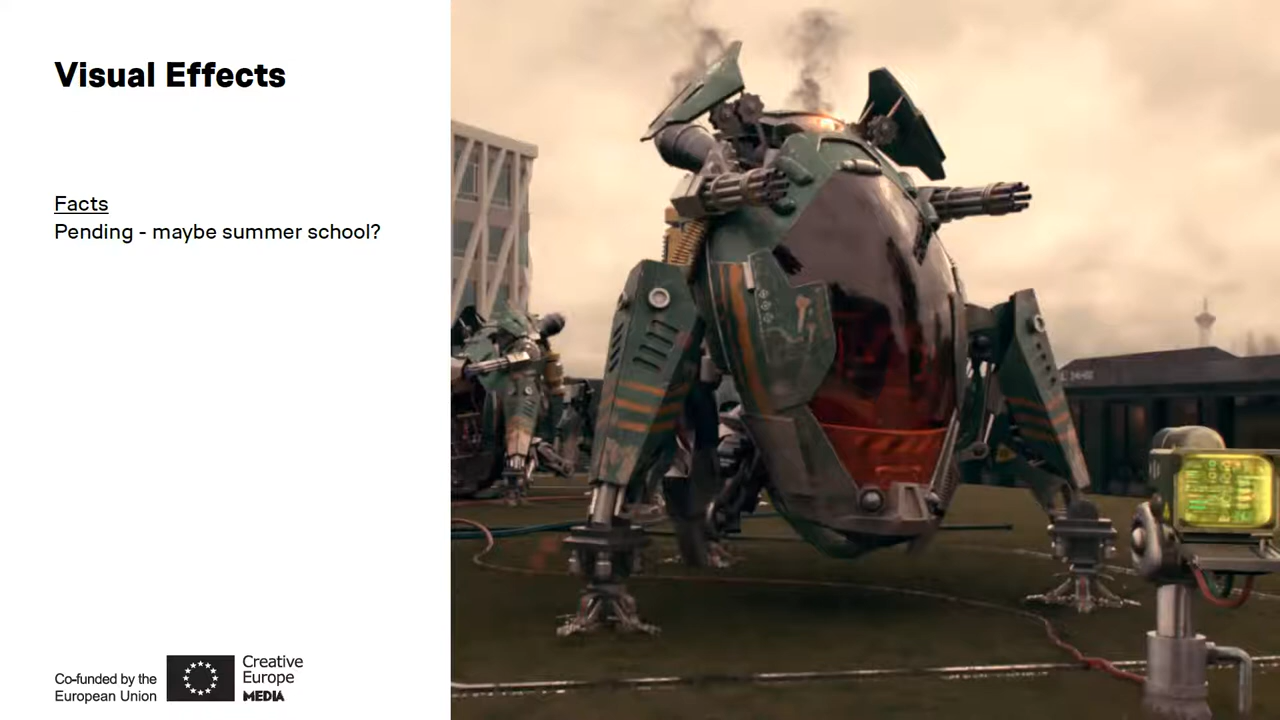 Visual Effects
Facts
Pending - maybe summer school?
Co-funded by the
European Union
Creative
Europe
MEDIA